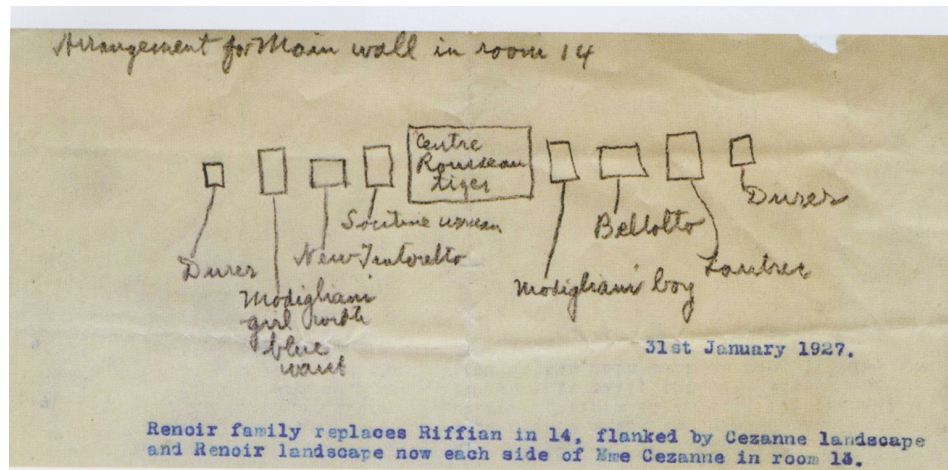 Arrangement for Main wall in room 14
Centre
Rousseau
tiger
Soutine woman
New Tintoretto
Durer
Modigliani
girl with
blue
waist
Modigliani boy
Bellotto
Lautrec
Durer
31st January 1927.
Renoir family replaces Riffian in 14, flanked by Cezanne landscape
and Renoir landscape now each side of Mme Cezanne in room 13.